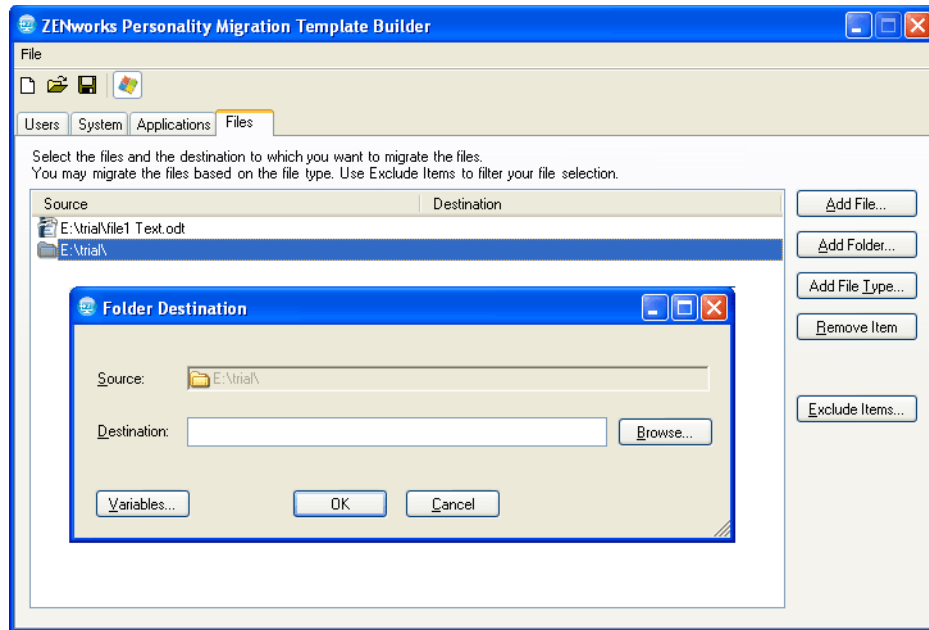 ZENworks Personality Migration Template Builder
File
Users System Applications Files
Select the files and the destination to which you want to migrate the files.
You may migrate the files based on the file type. Use Exclude Items to filter your file selection.
Source Destination
Add File...
E:\trial\file1 Text.odt
E:\trial\
Add Folder...
Add File Type...
Remove Item
Exclude Items...
Folder Destination
Source: E:\trial\
Destination: Browse...
Variables... OK Cancel